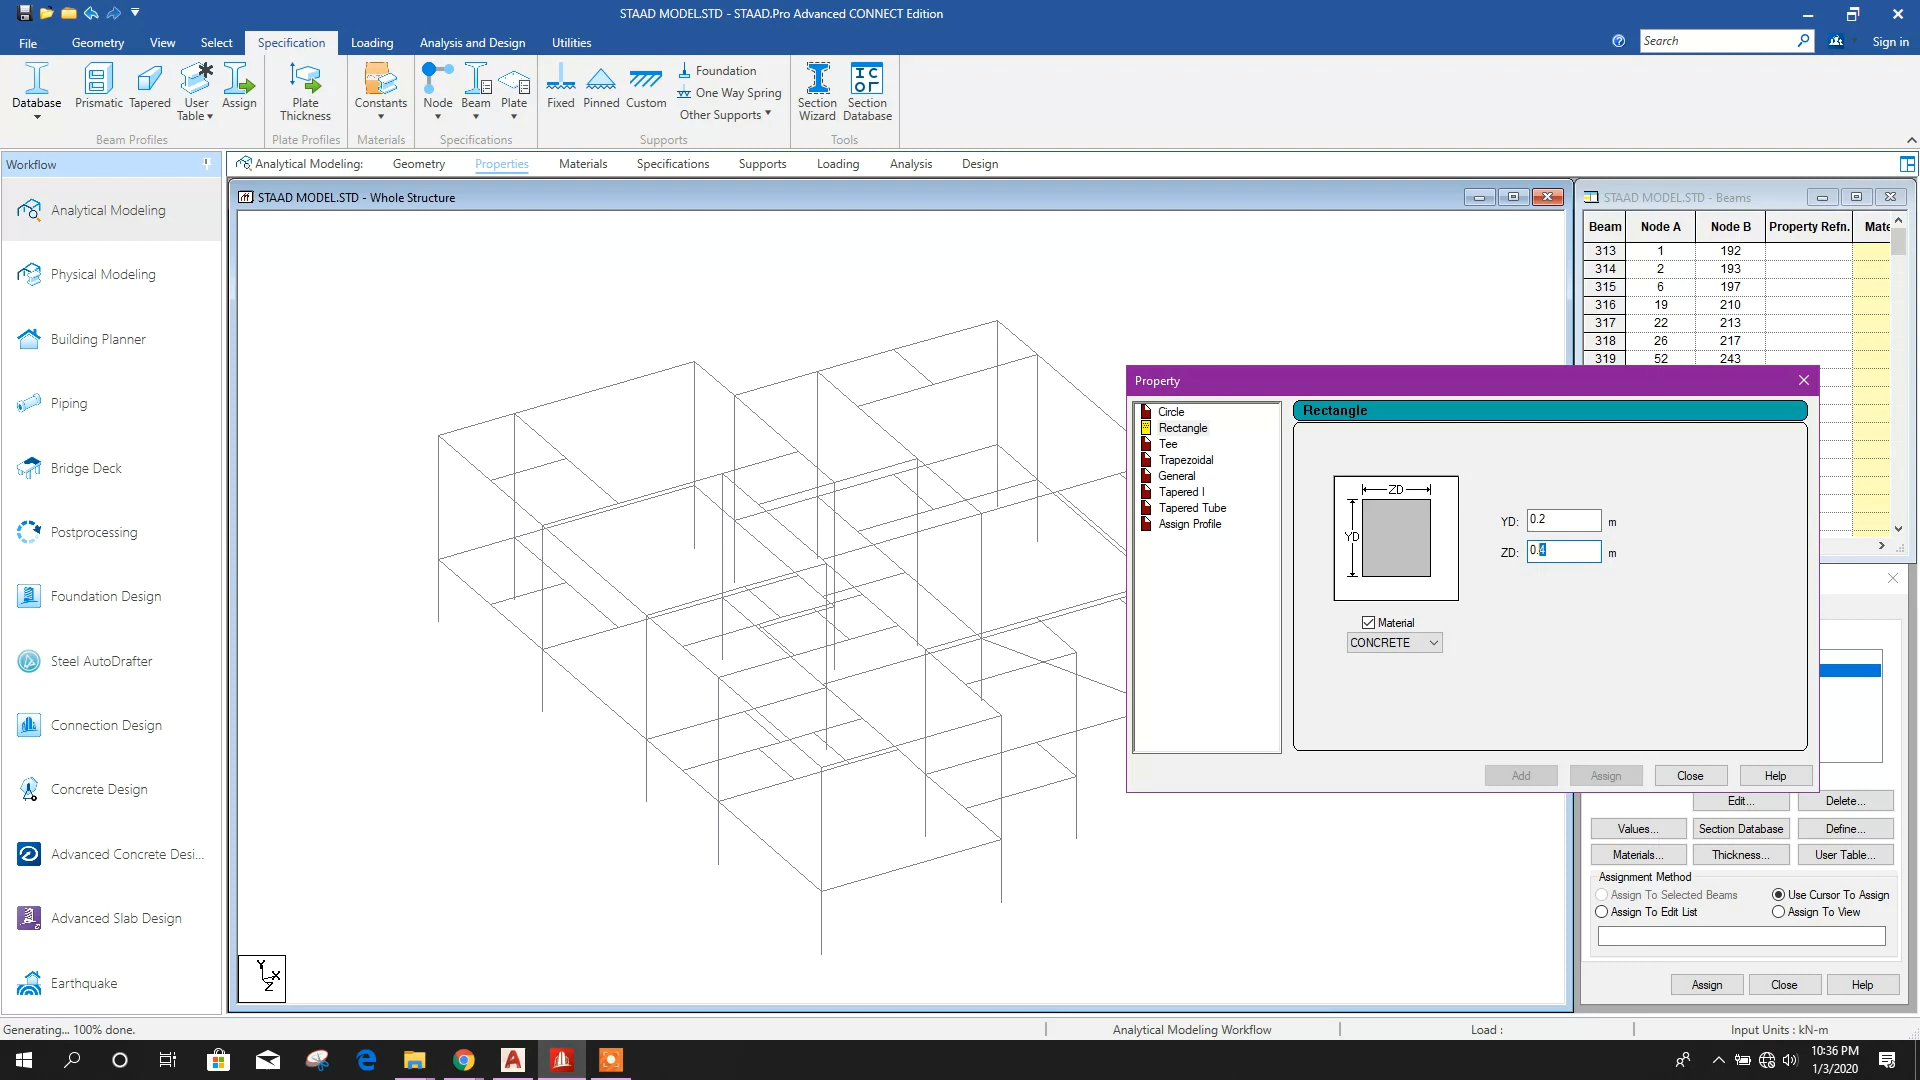 STAAD MODEL.STD - STAAD.Pro Advanced CONNECT Edition
File Geometry View Select Specification Loading Analysis and Design Utilities
Search
Sign in
Database Prismatic Tapered User Table Assign
Beam Profiles
Plate Thickness
Plate Profiles
Constants
Materials
Node Beam Plate
Specifications
Fixed Pinned Custom
Foundation
One Way Spring
Other Supports
Supports
Section Wizard
Section Database
Tools
Workflow
Analytical Modeling
Physical Modeling
Building Planner
Piping
Bridge Deck
Postprocessing
Foundation Design
Steel AutoDrafter
Connection Design
Concrete Design
Advanced Concrete Desi...
Advanced Slab Design
Earthquake
Analytical Modeling: Geometry Properties Materials Specifications Supports Loading Analysis Design
STAAD MODEL.STD - Whole Structure
Y
X
Z
STAAD MODEL.STD - Beams
Beam Node A Node B Property Refn. Mate
313 1 192
314 2 193
315 6 197
316 19 210
317 22 213
318 26 217
319 52 243
Property
Circle
Rectangle
Tee
Trapezoidal
General
Tapered I
Tapered Tube
Assign Profile
Rectangle
ZD
YD
YD: 0.2 m
ZD: 0.4 m
Material
CONCRETE
Add Assign Close Help
Edit... Delete...
Values... Section Database Define...
Materials... Thickness... User Table...
Assignment Method
Assign To Selected Beams Use Cursor To Assign
Assign To Edit List Assign To View
Assign Close Help
Generating... 100% done.
Analytical Modeling Workflow
Load :
Input Units : kN-m
10:36 PM
1/3/2020